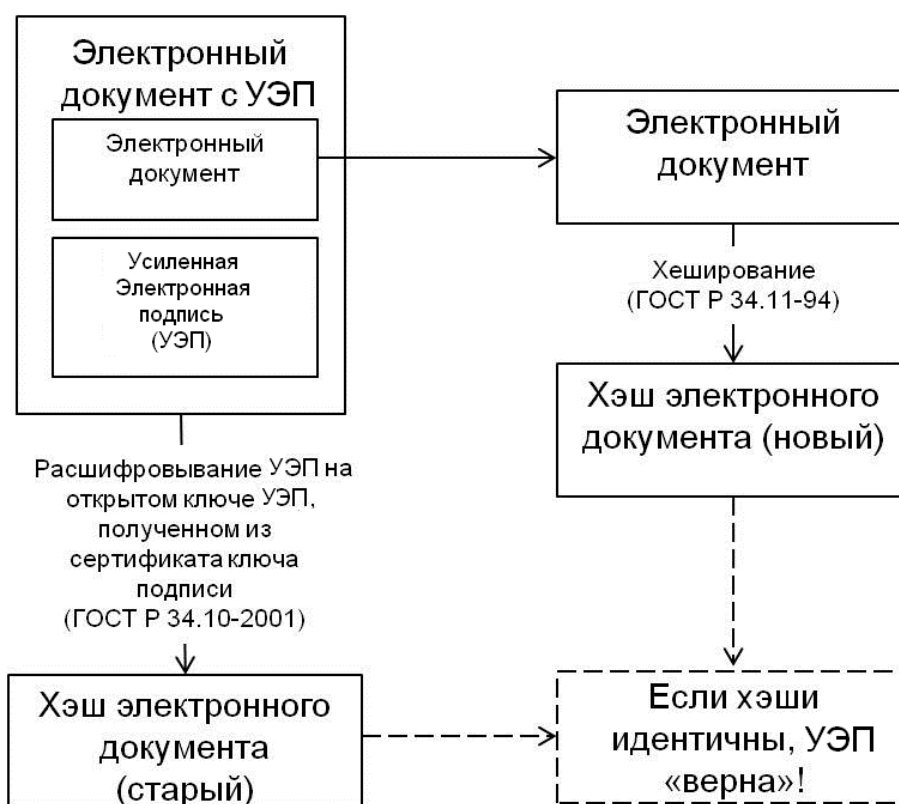 Электронный
документ с УЭП
Электронный
документ
Усиленная
Электронная
подпись
(УЭП)
Расшифровывание УЭП на
открытом ключе УЭП,
полученном из
сертификата ключа
подписи
(ГОСТ Р 34.10-2001)
Хэш электронного
документа
(старый)
Электронный
документ
Хеширование
(ГОСТ Р 34.11-94)
Хэш электронного
документа (новый)
Если хэши
идентичны, УЭП
«верна»!